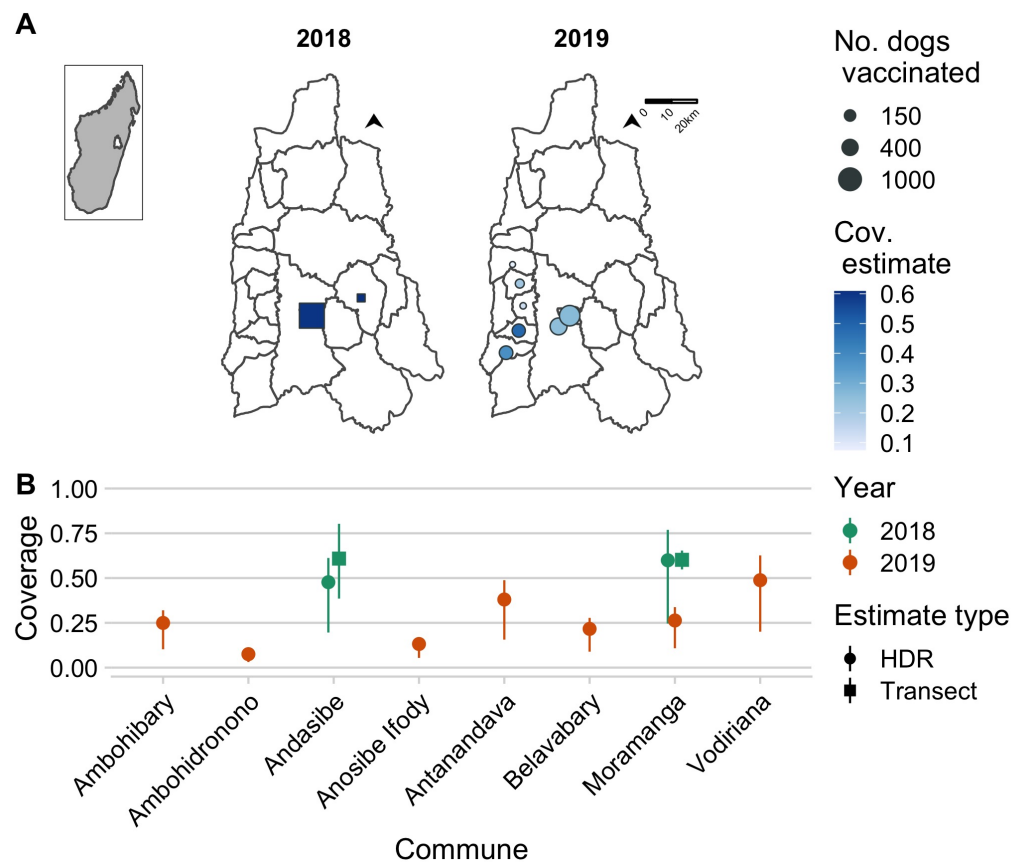 A
2018
2019
0
10
20km
No. dogs
vaccinated
150
400
1000
Cov.
estimate
0.6
0.5
0.4
0.3
0.2
0.1
B
1.00
0.75
0.50
0.25
0.00
Coverage
Ambohibary
Ambohidronono
Andasibe
Anosibe Ifody
Antanandava
Belavabary
Moramanga
Vodiriana
Commune
Year
2018
2019
Estimate type
HDR
Transect